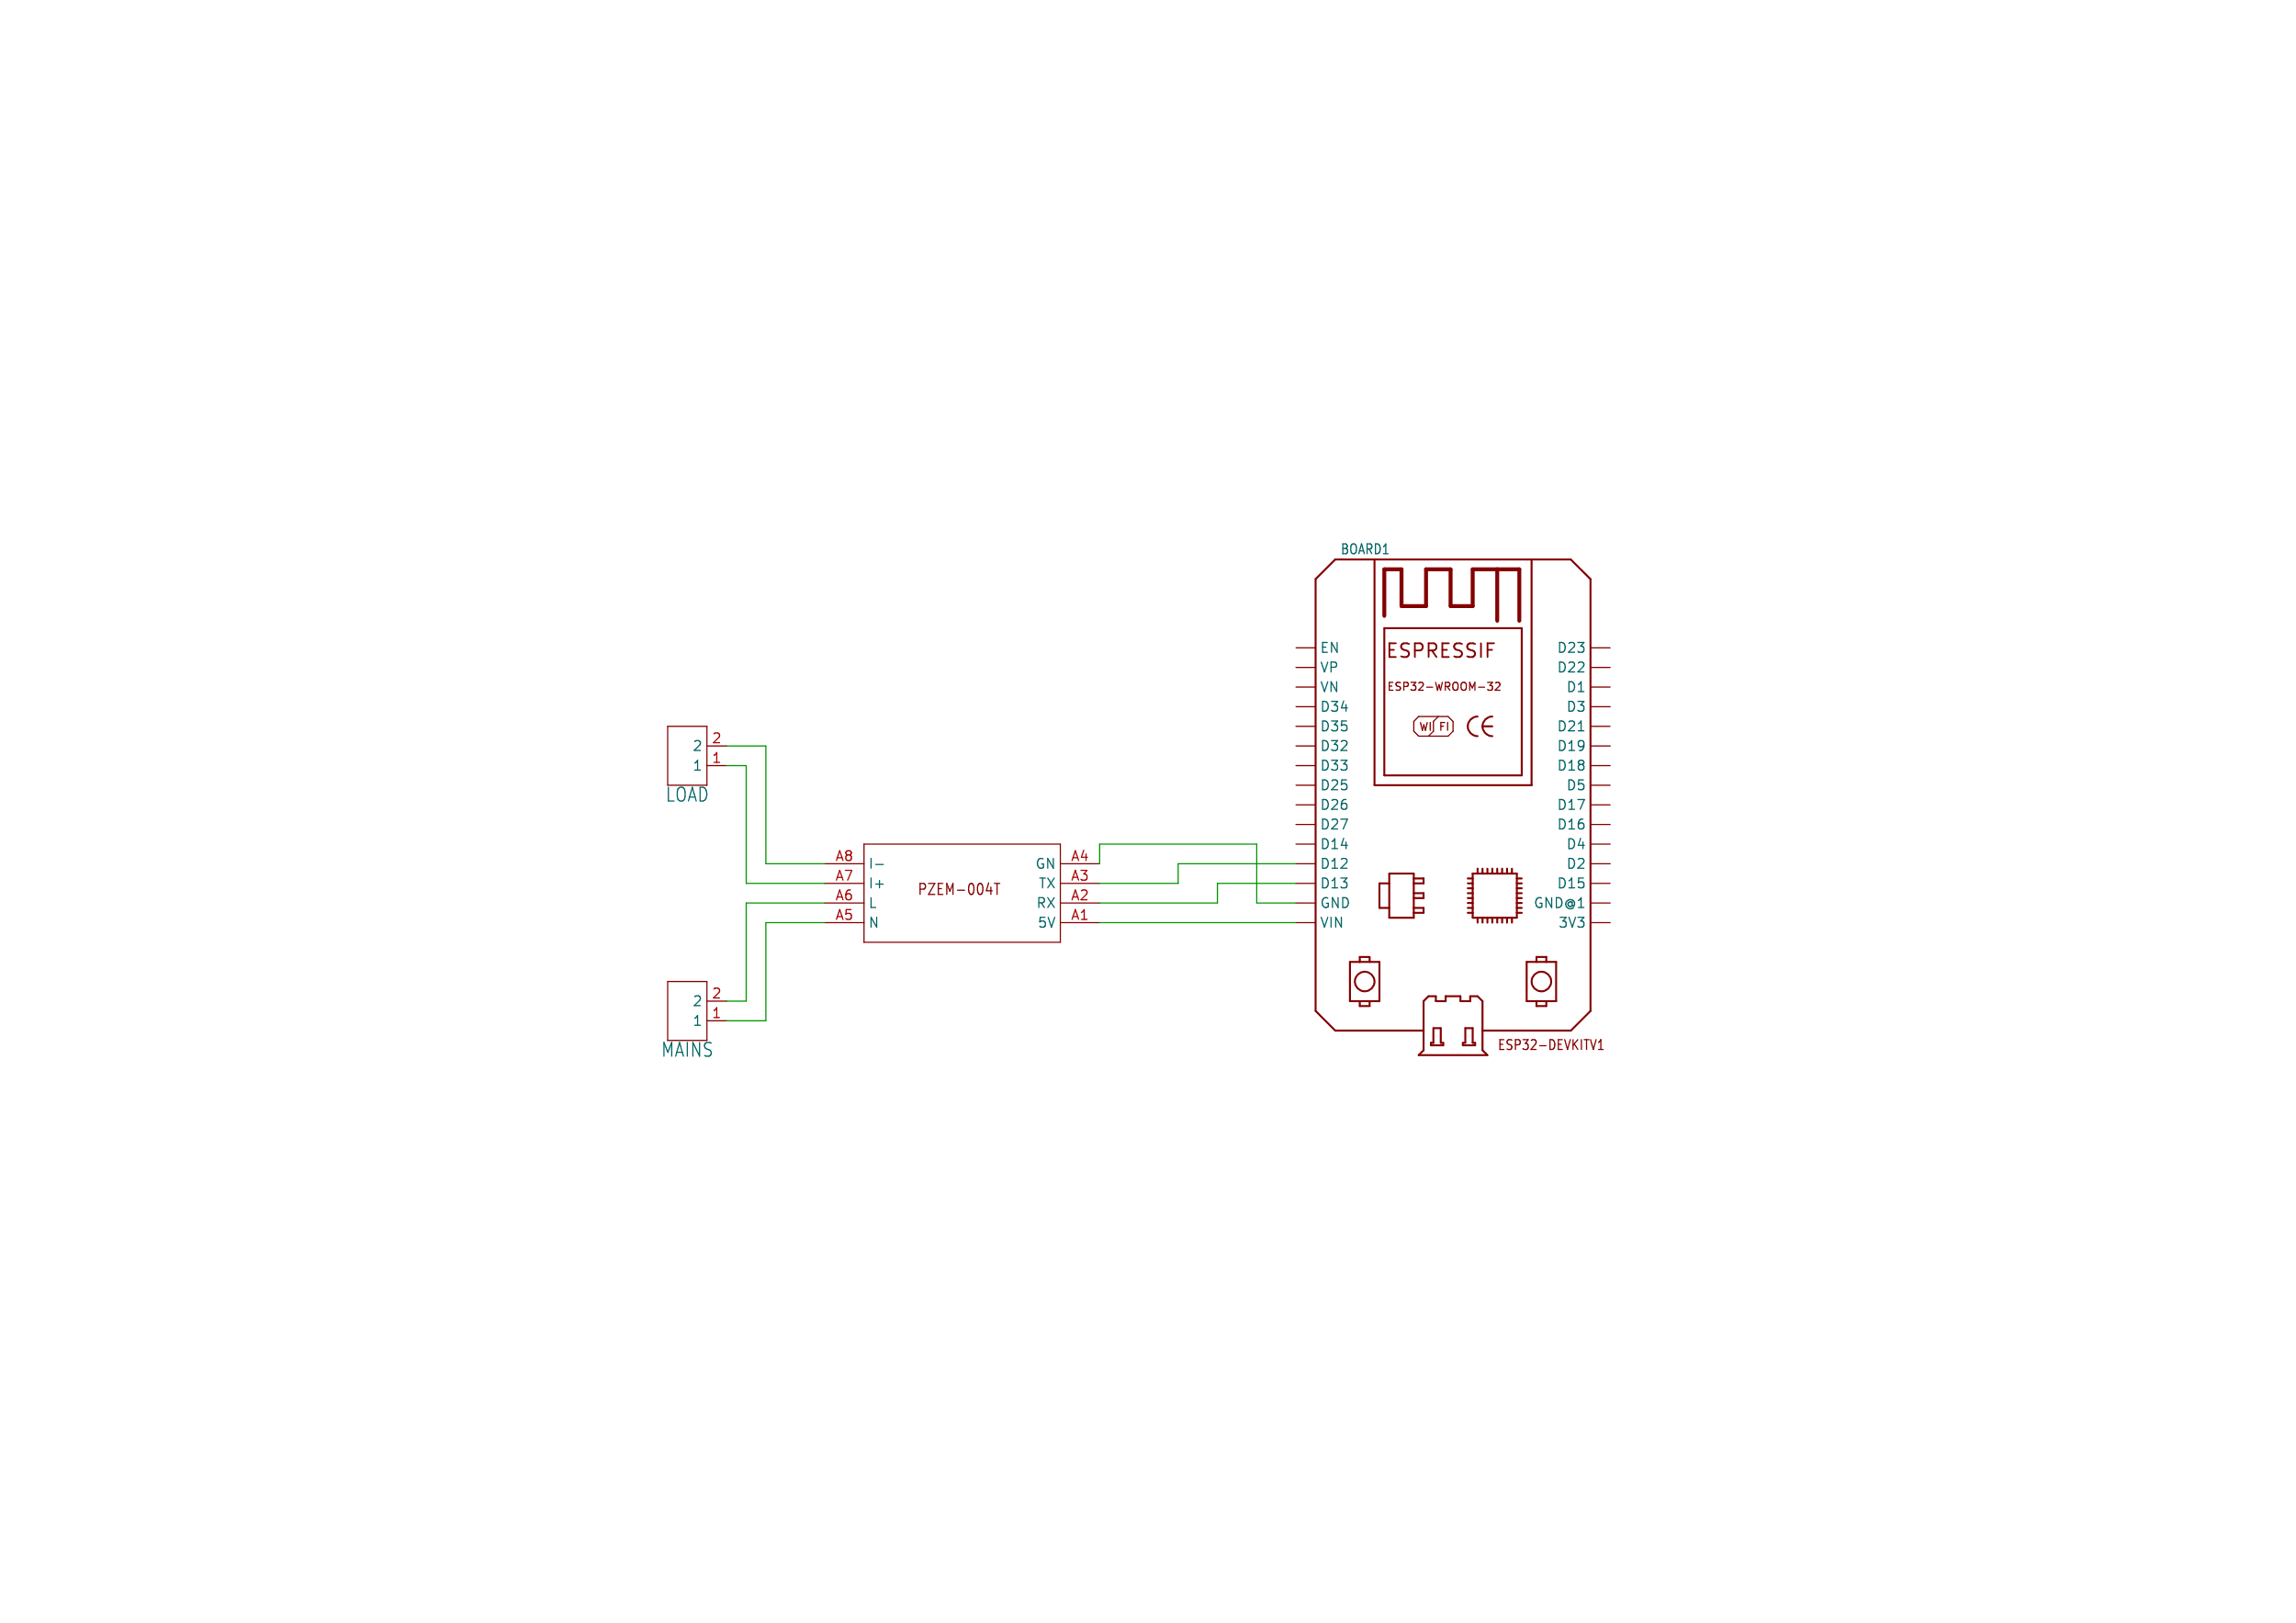 BOARD1
ESPRESSIF
ESP32-WROOM-32
WI FI
CE
EN D23
VP D22
VN D1
D34 D3
D35 D21
D32 D19
D33 D18
D25 D5
D26 D17
D27 D16
D14 D4
D12 D2
D13 D15
GND GND@1
VIN 3V3
ESP32-DEVKITV1
2 2
1 1
LOAD
A8 I- GN A4
A7 I+ TX A3
PZEM-004T
A6 L RX A2
A5 N 5V A1
2 2
1 1
MAINS